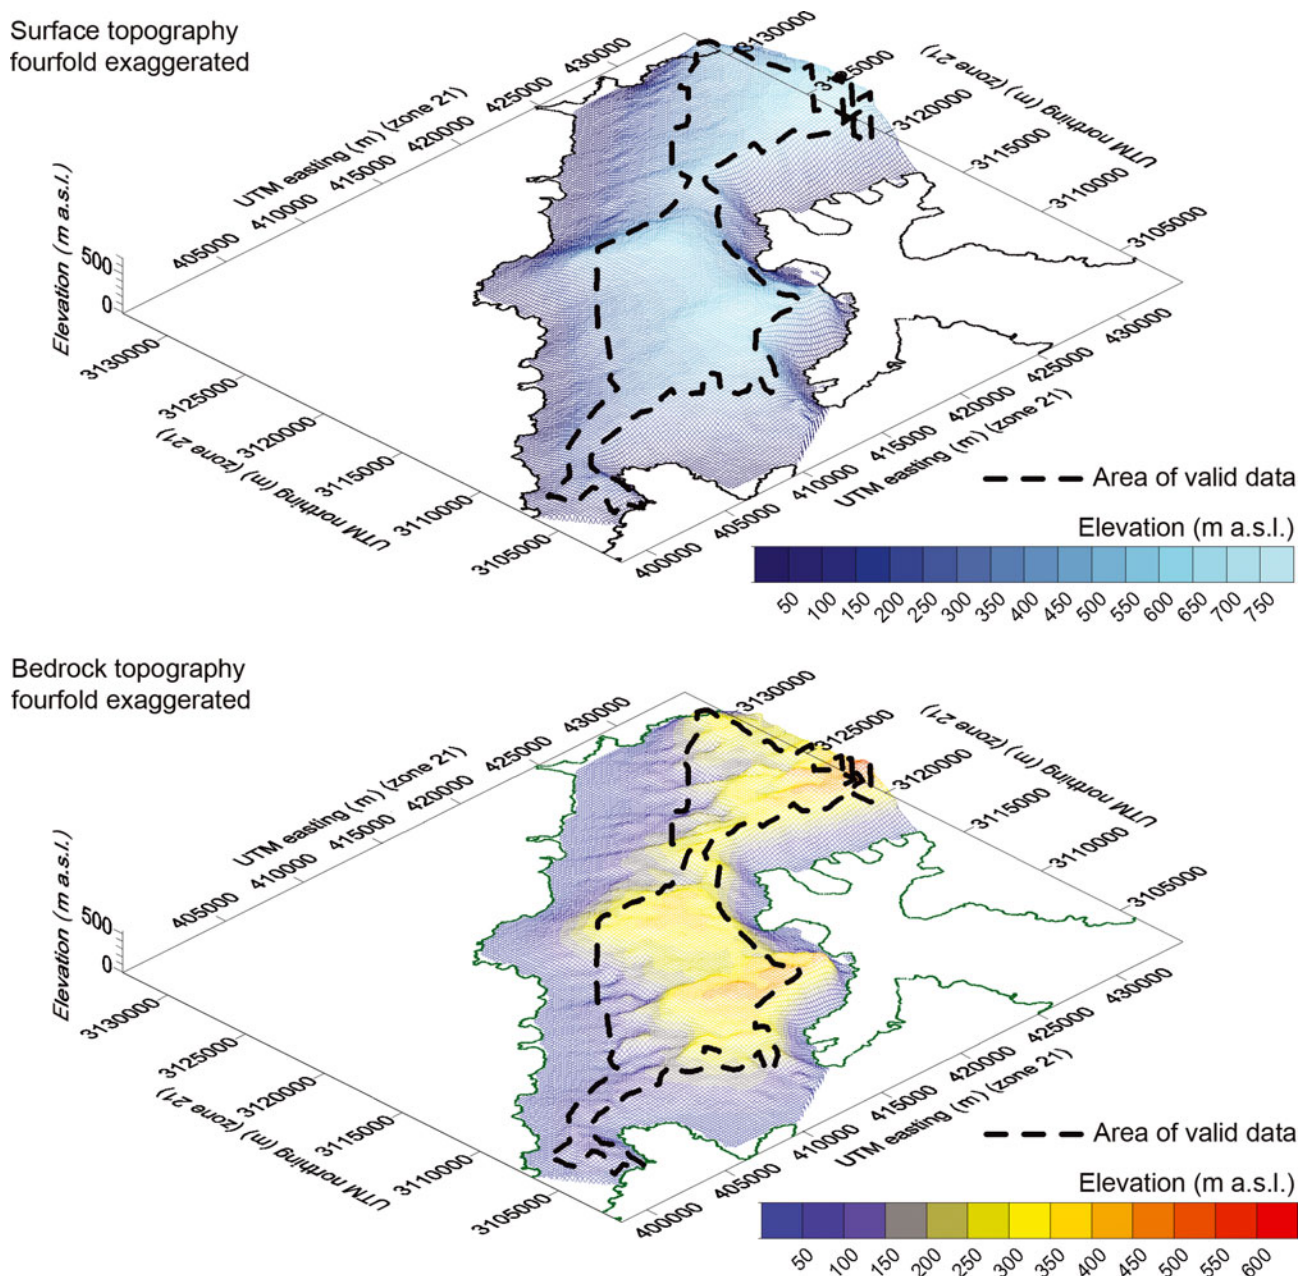 Surface topography
fourfold exaggerated
UTM easting (m) (zone 21)
405000
410000
415000
420000
425000
430000
3130000
3125000
3120000
3115000
3110000
3105000
UTM northing (m) (zone 21)
Elevation (m a.s.l.)
500
0
3130000
3125000
3120000
3115000
3110000
3105000
UTM northing (m) (zone 21)
400000
405000
410000
415000
420000
425000
430000
UTM easting (m) (zone 21)
Area of valid data
Elevation (m a.s.l.)
50 100 150 200 250 300 350 400 450 500 550 600 650 700 750
Bedrock topography
fourfold exaggerated
UTM easting (m) (zone 21)
405000
410000
415000
420000
425000
430000
3130000
3125000
3120000
3115000
3110000
3105000
UTM northing (m) (zone 21)
Elevation (m a.s.l.)
500
0
3130000
3125000
3120000
3115000
3110000
3105000
UTM northing (m) (zone 21)
400000
405000
410000
415000
420000
425000
430000
UTM easting (m) (zone 21)
Area of valid data
Elevation (m a.s.l.)
50 100 150 200 250 300 350 400 450 500 550 600